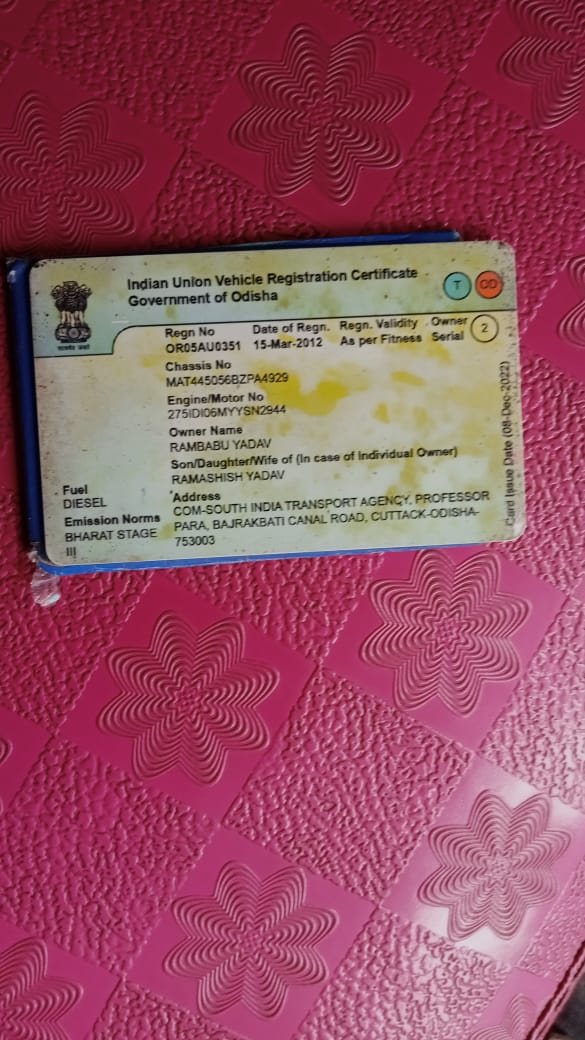 Indian Union Vehicle Registration Certificate
Government of Odisha
T OD
Regn No Date of Regn. Regn. Validity Owner
OR05AU0351 15-Mar-2012 As per Fitness Serial 2
Chassis No
MAT445056BZPA4929
Engine/Motor No
275IDI06MYYSN2944
Owner Name
RAMBABU YADAV
Son/Daughter/Wife of (In case of Individual Owner)
RAMASHISH YADAV
Address
COM-SOUTH INDIA TRANSPORT AGENCY, PROFESSOR
PARA, BAJRAKBATI CANAL ROAD, CUTTACK-ODISHA-
753003
Fuel
DIESEL
Emission Norms
BHARAT STAGE
III
Card Issue Date (08-Dec-2022)